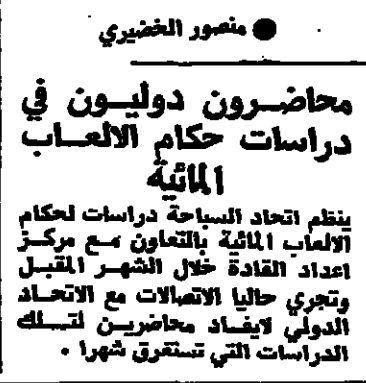 ● منصور الخضيري
محاضرون دوليون في
دراسات حكام الالعاب
المائية
ينظم اتحاد السباحة دراسات لحكام
الالعاب المائية بالتعاون مع مركز
اعداد القادة خلال الشهر المقبل
وتجري حاليا الاتصالات مع الاتحاد
الدولي لايفاد محاضرين لتلك
الدراسات التي تستغرق شهرا .